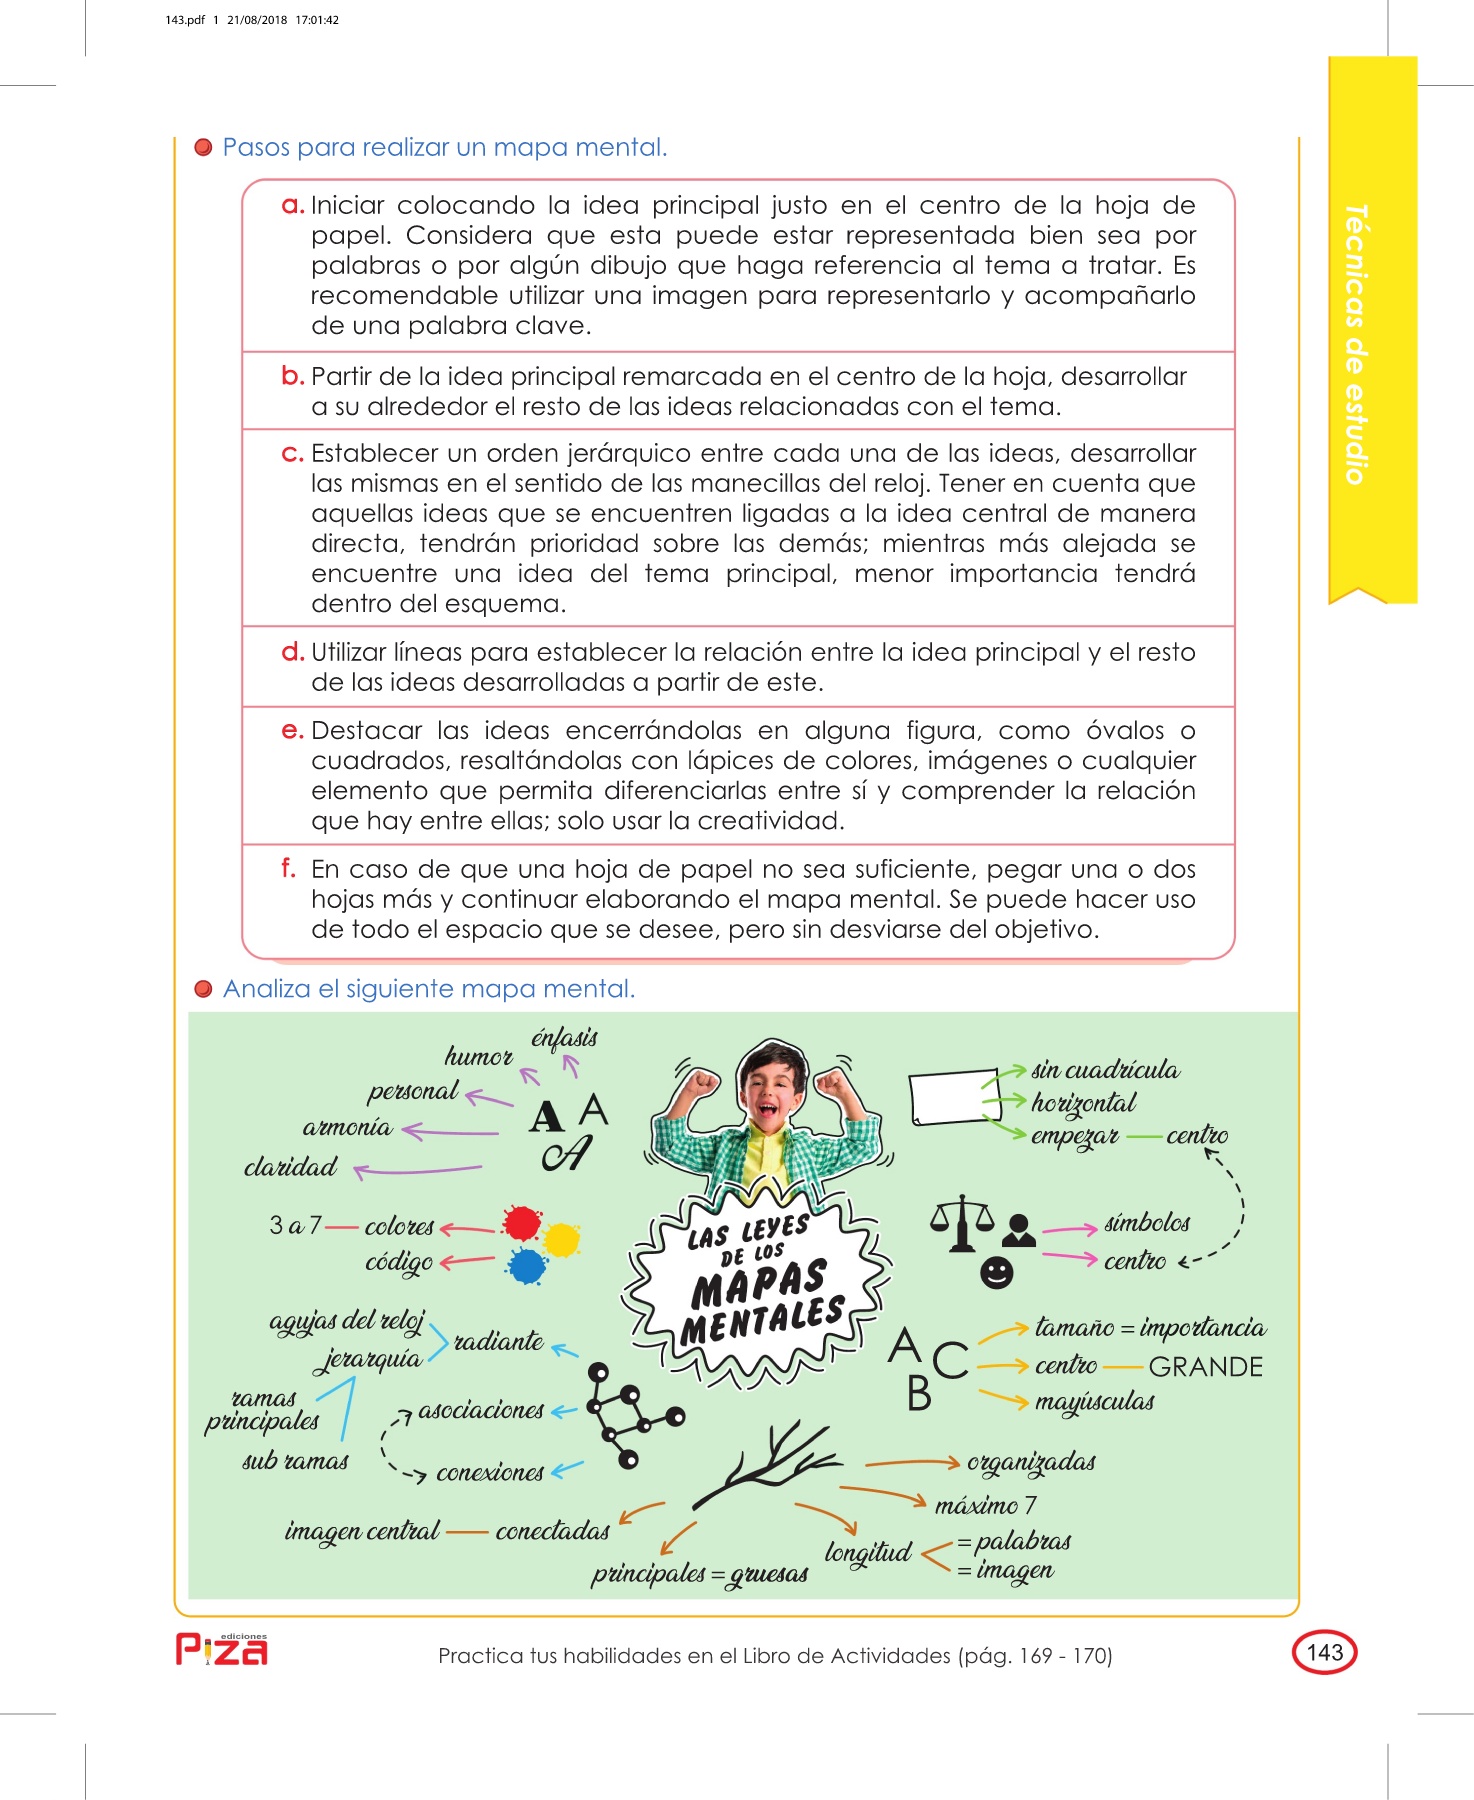 143.pdf 1 21/08/2018 17:01:42
Técnicas de estudio
Pasos para realizar un mapa mental.
a. Iniciar colocando la idea principal justo en el centro de la hoja de
papel. Considera que esta puede estar representada bien sea por
palabras o por algún dibujo que haga referencia al tema a tratar. Es
recomendable utilizar una imagen para representarlo y acompañarlo
de una palabra clave.
b. Partir de la idea principal remarcada en el centro de la hoja, desarrollar
a su alrededor el resto de las ideas relacionadas con el tema.
c. Establecer un orden jerárquico entre cada una de las ideas, desarrollar
las mismas en el sentido de las manecillas del reloj. Tener en cuenta que
aquellas ideas que se encuentren ligadas a la idea central de manera
directa, tendrán prioridad sobre las demás; mientras más alejada se
encuentre una idea del tema principal, menor importancia tendrá
dentro del esquema.
d. Utilizar líneas para establecer la relación entre la idea principal y el resto
de las ideas desarrolladas a partir de este.
e. Destacar las ideas encerrándolas en alguna figura, como óvalos o
cuadrados, resaltándolas con lápices de colores, imágenes o cualquier
elemento que permita diferenciarlas entre sí y comprender la relación
que hay entre ellas; solo usar la creatividad.
f. En caso de que una hoja de papel no sea suficiente, pegar una o dos
hojas más y continuar elaborando el mapa mental. Se puede hacer uso
de todo el espacio que se desee, pero sin desviarse del objetivo.
Analiza el siguiente mapa mental.
énfasis
humor
personal
armonía
claridad
A A
A
3 a 7 colores
código
agujas del reloj
jerarquía
radiante
ramas
principales
sub ramas
asociaciones
conexiones
LAS LEYES
DE LOS
MAPAS
MENTALES
sin cuadrícula
horizontal
empezar centro
símbolos
centro
A C
B
tamaño = importancia
centro GRANDE
mayúsculas
organizadas
máximo 7
longitud
= palabras
= imagen
imagen central conectadas
principales = gruesas
ediciones
Piza
Practica tus habilidades en el Libro de Actividades (pág. 169 - 170)
143